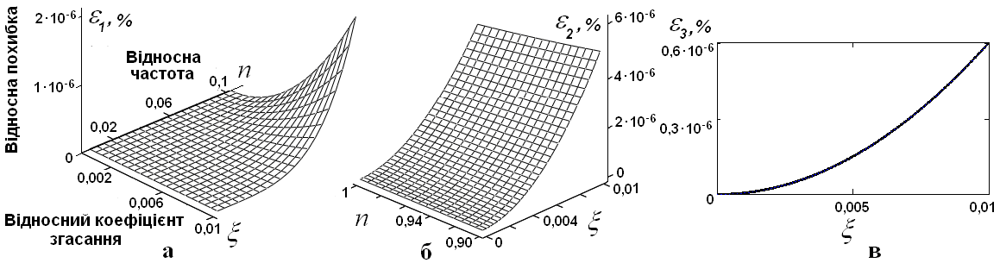 Відносна похибка
2·10⁻⁶
ε₁, %
1·10⁻⁶
0
Відносна
частота
n
0,1
0,06
0,02
0,002
0,006
0,01
ξ
Відносний коефіцієнт
згасання
а
ε₂, %
6·10⁻⁶
4·10⁻⁶
2·10⁻⁶
0
0,01
0,004
0
ξ
1
0,94
0,90
n
б
ε₃, %
0,6·10⁻⁶
0,3·10⁻⁶
0
0,005
0,01
ξ
в